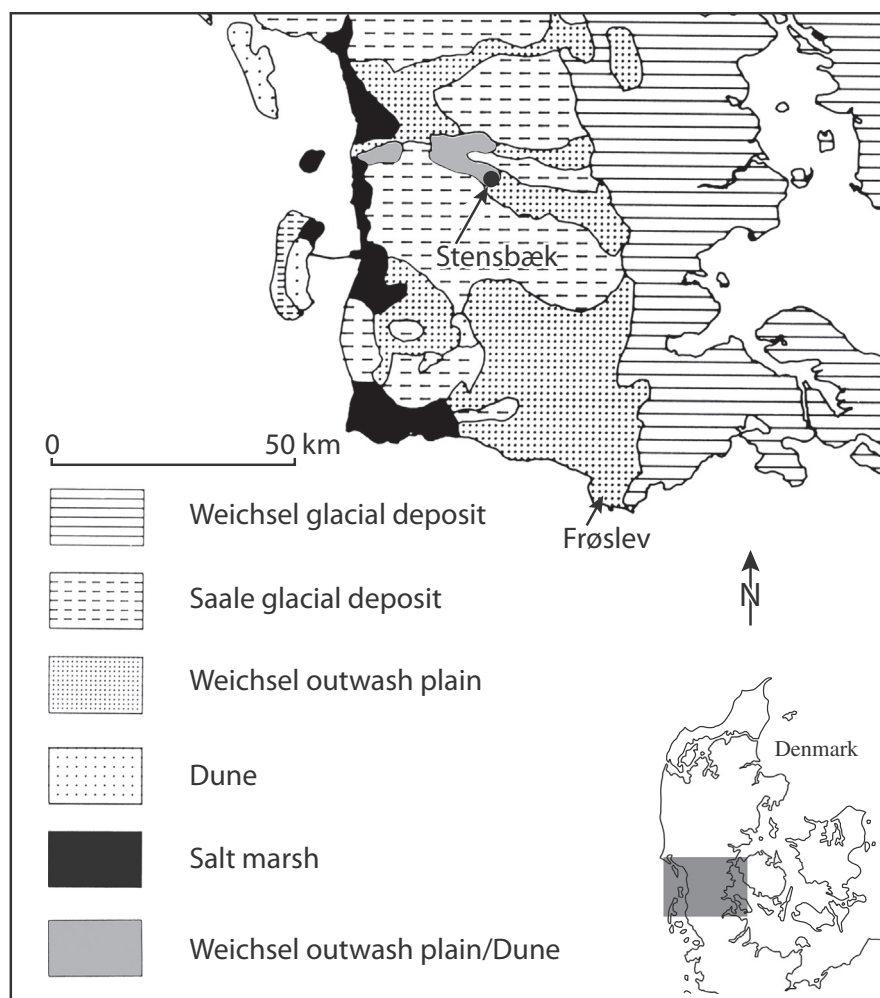 Stensbæk
0
50 km
Frøslev
N
Weichsel glacial deposit
Saale glacial deposit
Weichsel outwash plain
Dune
Salt marsh
Weichsel outwash plain/Dune
Denmark